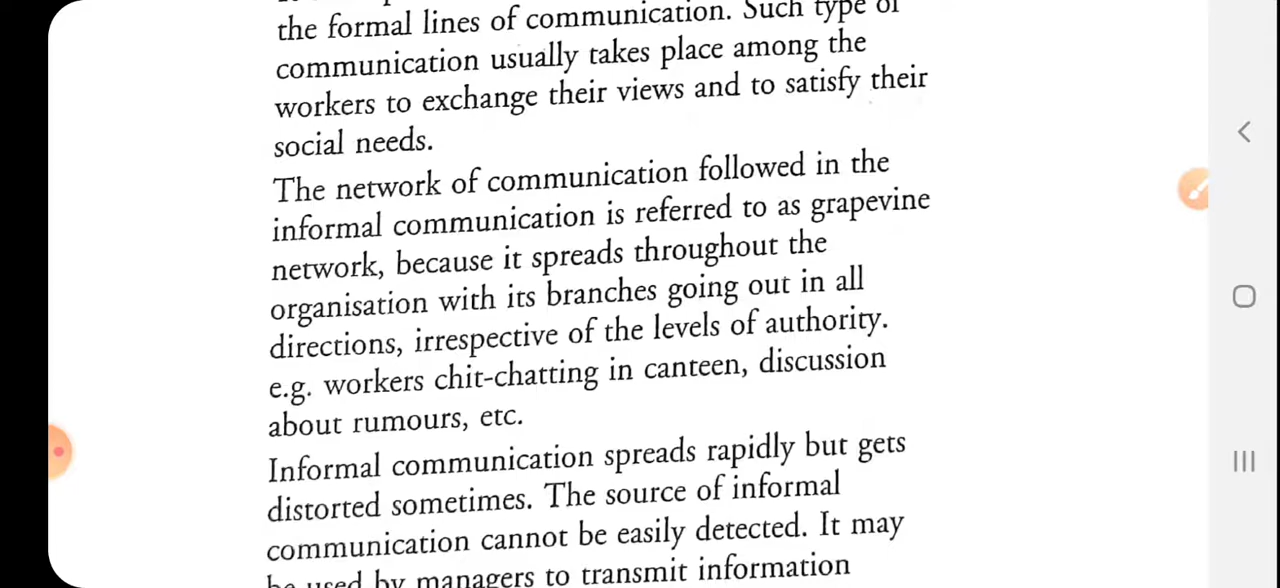 the formal lines of communication. Such type of
communication usually takes place among the
workers to exchange their views and to satisfy their
social needs.
The network of communication followed in the
informal communication is referred to as grapevine
network, because it spreads throughout the
organisation with its branches going out in all
directions, irrespective of the levels of authority.
e.g. workers chit-chatting in canteen, discussion
about rumours, etc.
Informal communication spreads rapidly but gets
distorted sometimes. The source of informal
communication cannot be easily detected. It may
be used by managers to transmit information